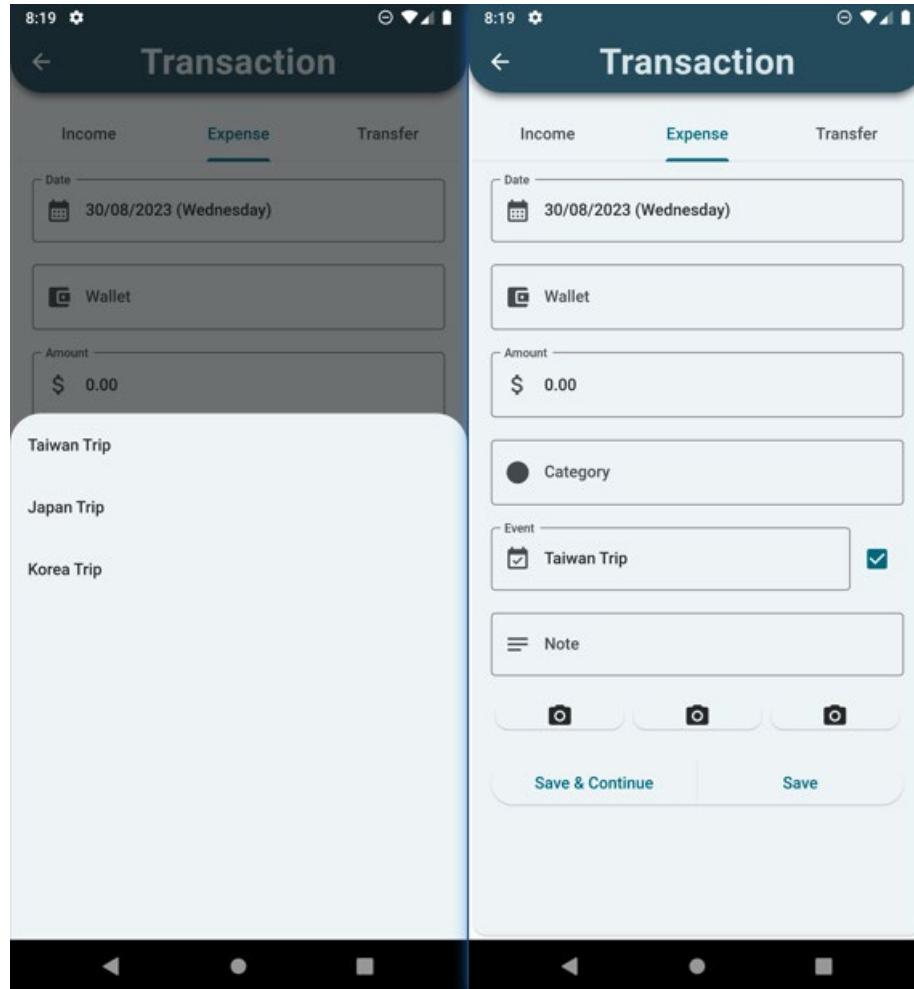 8:19
Transaction
Income Expense Transfer
Date
30/08/2023 (Wednesday)
Wallet
Amount
$ 0.00
Taiwan Trip
Japan Trip
Korea Trip
8:19
Transaction
Income Expense Transfer
Date
30/08/2023 (Wednesday)
Wallet
Amount
$ 0.00
Category
Event
Taiwan Trip
Note
Save & Continue Save